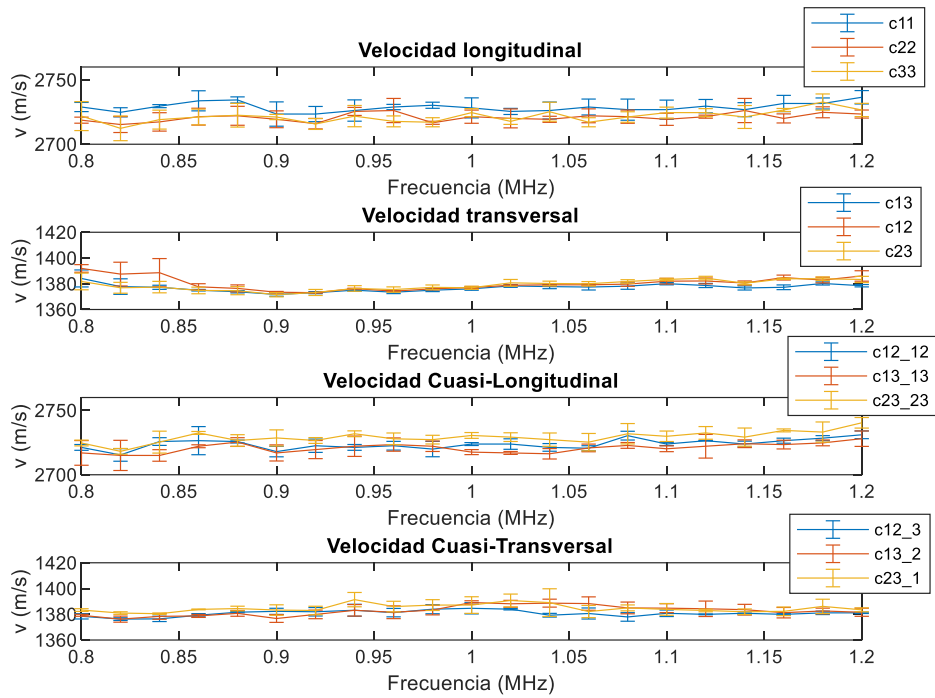 Velocidad longitudinal
c11
c22
c33
v (m/s)
2750
2700
0.8 0.85 0.9 0.95 1 1.05 1.1 1.15 1.2
Frecuencia (MHz)
Velocidad transversal
c13
c12
c23
v (m/s)
1420
1400
1380
1360
0.8 0.85 0.9 0.95 1 1.05 1.1 1.15 1.2
Frecuencia (MHz)
Velocidad Cuasi-Longitudinal
c12_12
c13_13
c23_23
v (m/s)
2750
2700
0.8 0.85 0.9 0.95 1 1.05 1.1 1.15 1.2
Frecuencia (MHz)
Velocidad Cuasi-Transversal
c12_3
c13_2
c23_1
v (m/s)
1420
1400
1380
1360
0.8 0.85 0.9 0.95 1 1.05 1.1 1.15 1.2
Frecuencia (MHz)